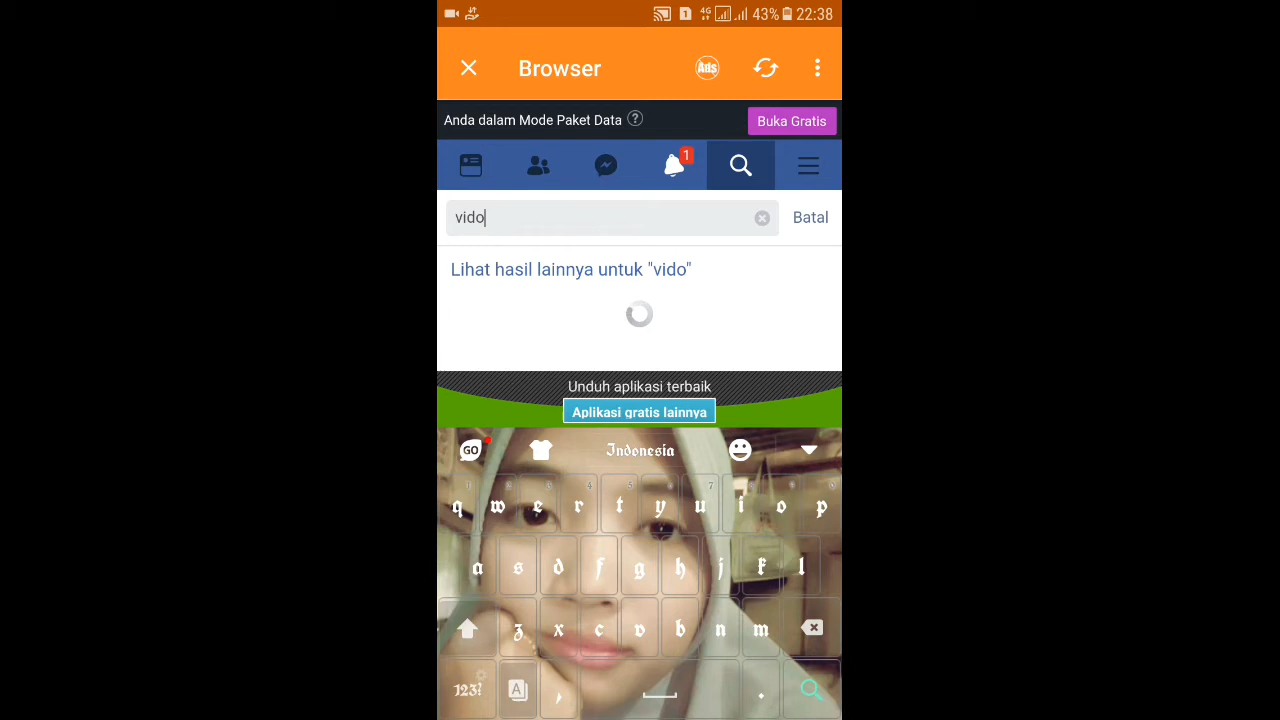 43% 22:38
Browser
Ads
Anda dalam Mode Paket Data ? Buka Gratis
1
vido Batal
Lihat hasil lainnya untuk "vido"
Unduh aplikasi terbaik
Aplikasi gratis lainnya
GO Indonesia
q w e r t y u i o p
a s d f g h j k l
z x c v b n m
123? A , .